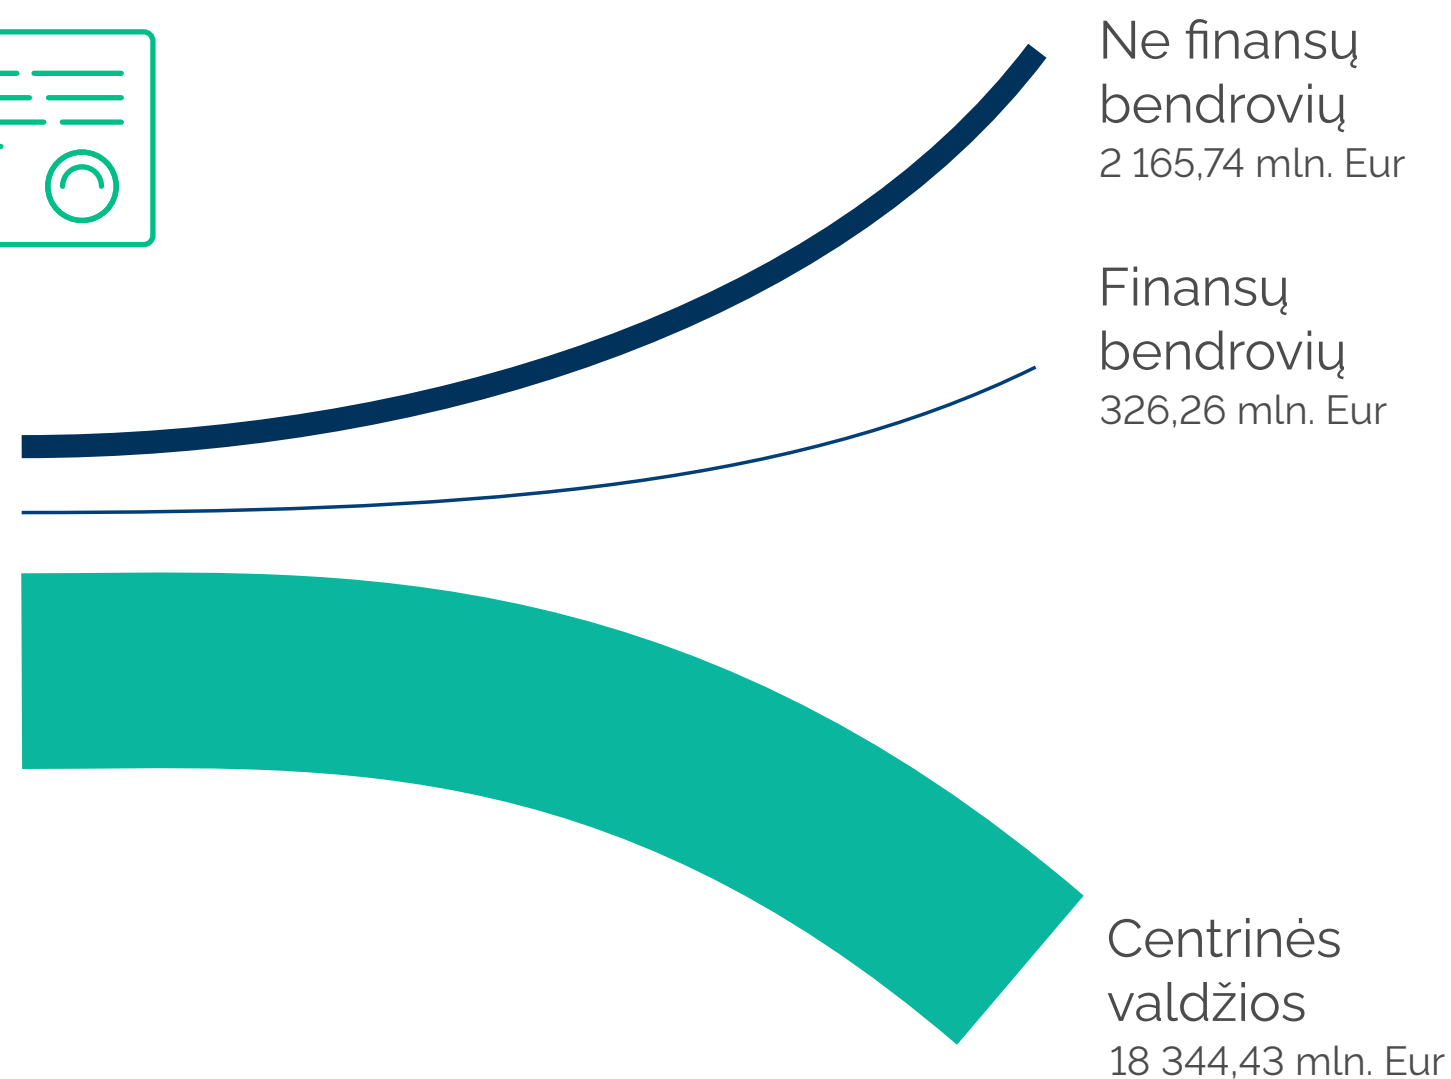 Ne finansų
bendrovių
2 165,74 mln. Eur
Finansų
bendrovių
326,26 mln. Eur
Centrinės
valdžios
18 344,43 mln. Eur